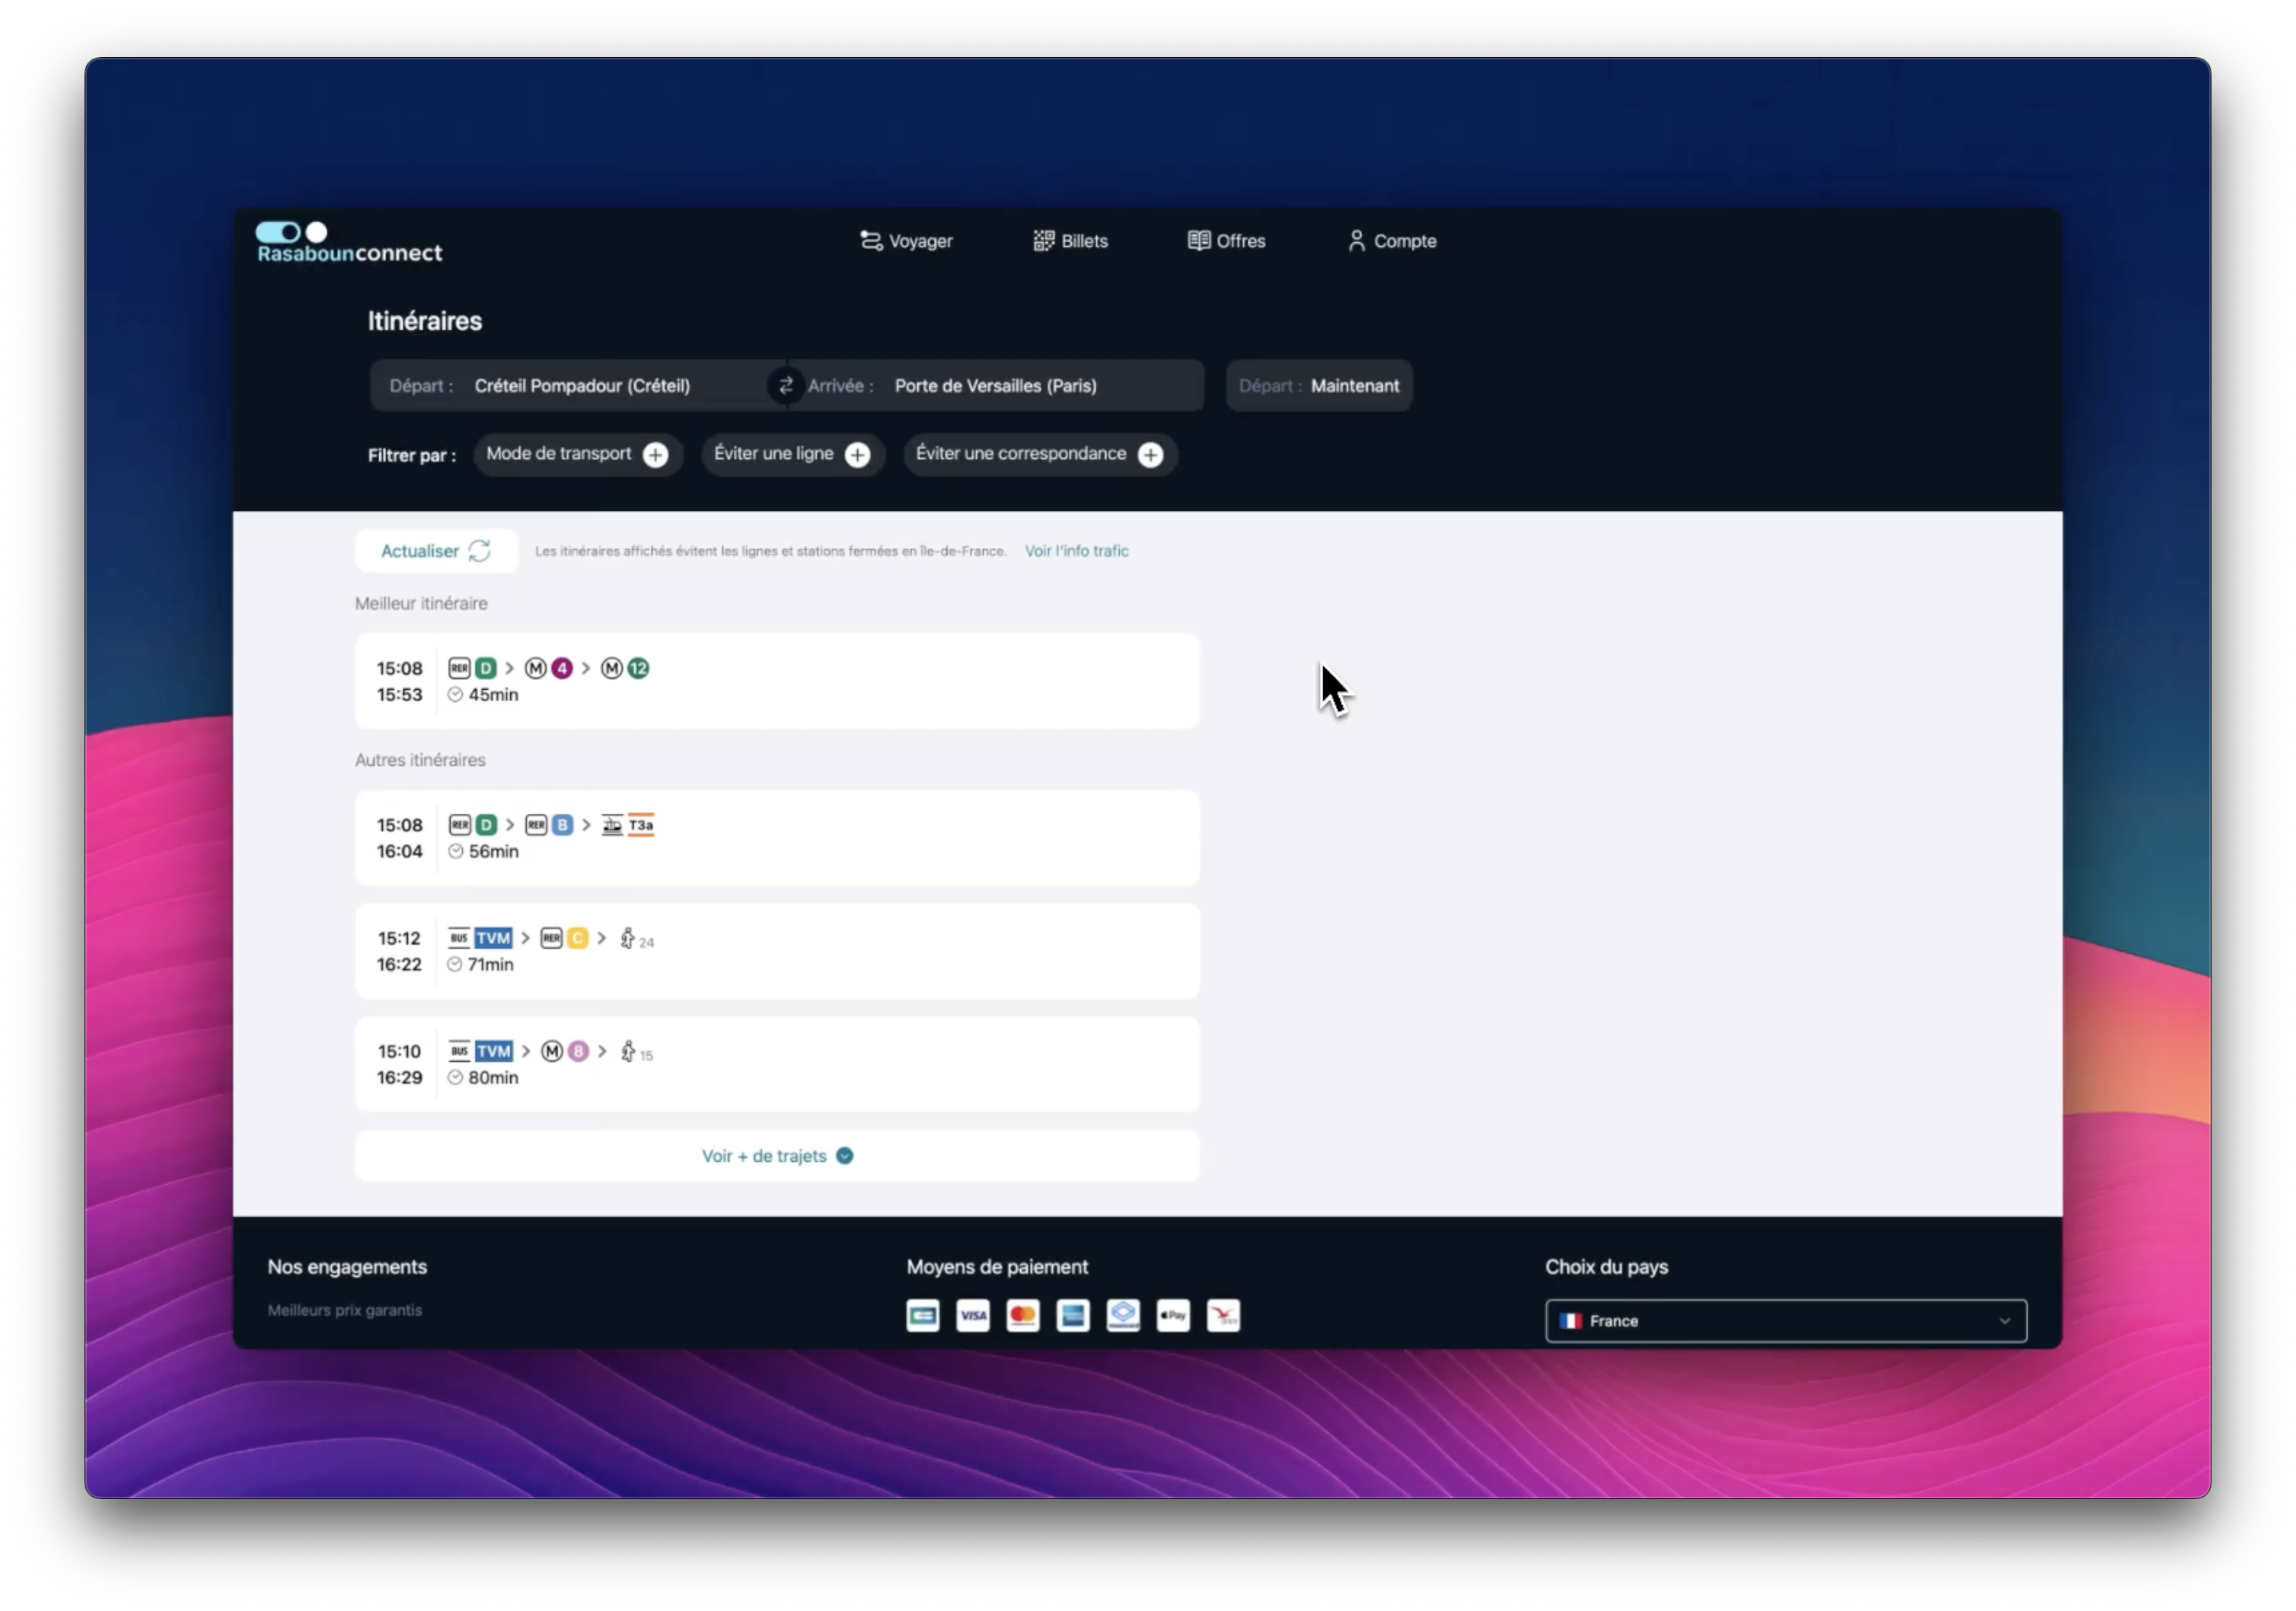 Rasabounconnect
Voyager
Billets
Offres
Compte
Itinéraires
Départ : Créteil Pompadour (Créteil)
Arrivée : Porte de Versailles (Paris)
Départ : Maintenant
Filtrer par :
Mode de transport
Éviter une ligne
Éviter une correspondance
Actualiser
Les itinéraires affichés évitent les lignes et stations fermées en Île-de-France. Voir l'info trafic
Meilleur itinéraire
15:08 RER D > M 4 > M 12
15:53 45min
Autres itinéraires
15:08 RER D > RER B > T3a
16:04 56min
15:12 BUS TVM > RER C > 24
16:22 71min
15:10 BUS TVM > M 8 > 15
16:29 80min
Voir + de trajets
Nos engagements
Meilleurs prix garantis
Moyens de paiement
VISA
Pay
Choix du pays
France